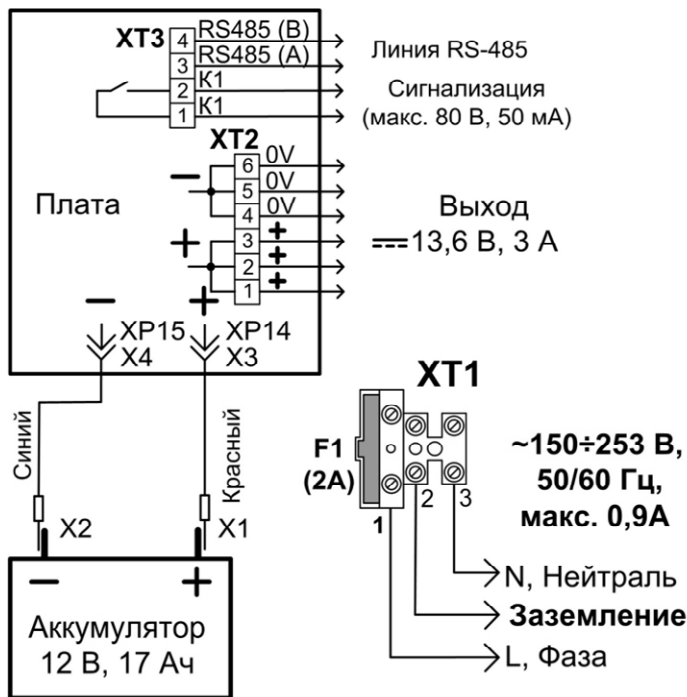 XT3
4 RS485 (B)
3 RS485 (A)
2 К1
1 К1
Линия RS-485
Сигнализация
(макс. 80 В, 50 мА)
XT2
6 0V
5 0V
4 0V
3 +
2 +
1 +
−
+
Плата
Выход
13,6 В, 3 А
− +
XP15 XP14
X4 X3
Синий
Красный
X2 X1
− +
Аккумулятор
12 В, 17 Ач
XT1
F1
(2А)
1 2 3
~150÷253 В,
50/60 Гц,
макс. 0,9А
N, Нейтраль
Заземление
L, Фаза